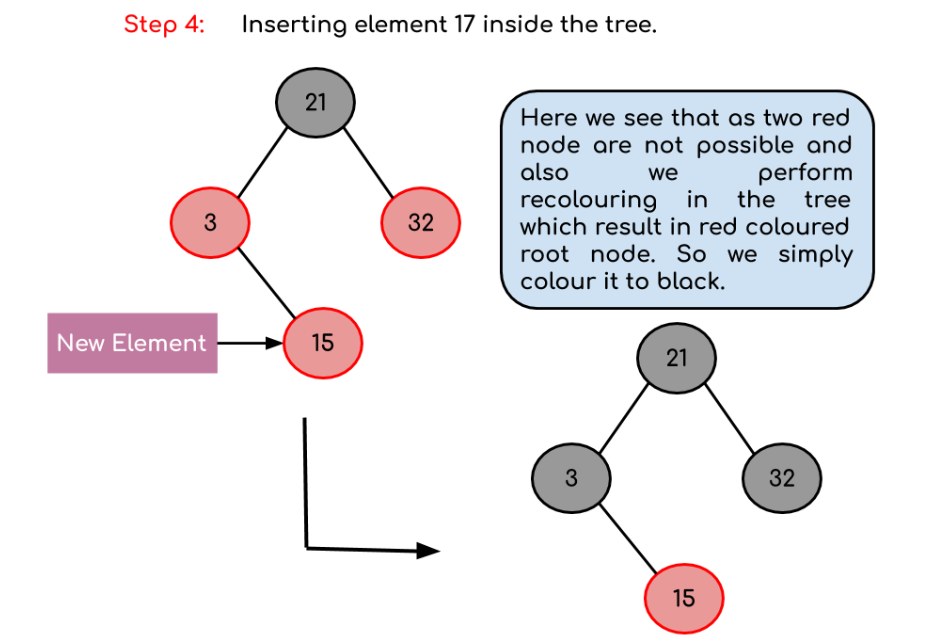 Step 4: Inserting element 17 inside the tree.
21
3
32
New Element
15
Here we see that as two red
node are not possible and
also we perform
recolouring in the tree
which result in red coloured
root node. So we simply
colour it to black.
21
3
32
15